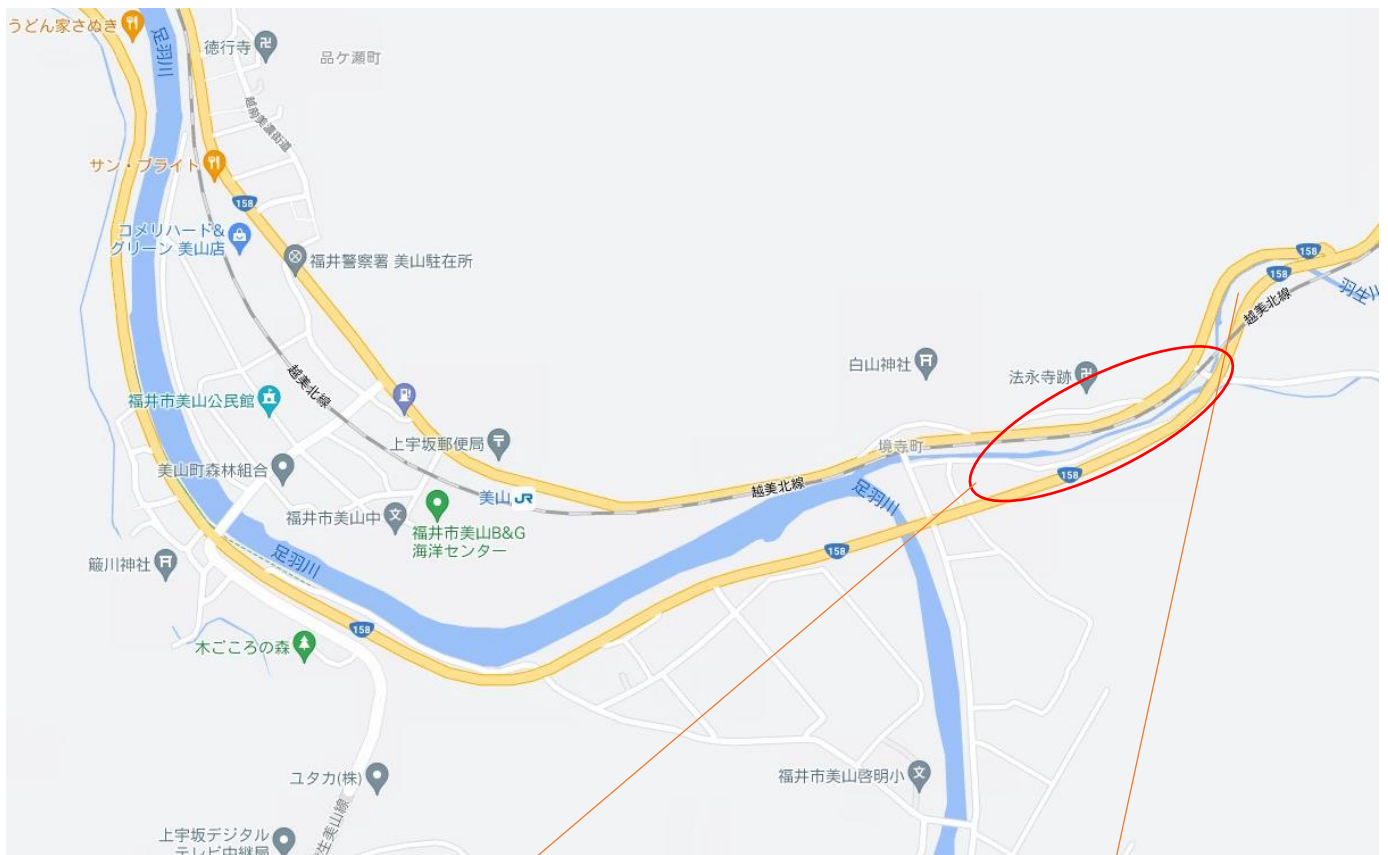 うどん家さぬき
足羽川
徳行寺
品ケ瀬町
越前美濃街道
サン・ブライト
158
コメリハード&
グリーン 美山店
福井警察署 美山駐在所
158
158
羽生川
越美北線
白山神社
法永寺跡
越美北線
福井市美山公民館
上宇坂郵便局
境寺町
美山町森林組合
158
美山 JR
越美北線
足羽川
福井市美山中
福井市美山B&G
海洋センター
足羽川
158
簸川神社
158
木ごころの森
ユタカ(株)
福井市美山啓明小
生美山線
上宇坂デジタル
テレビ中継局